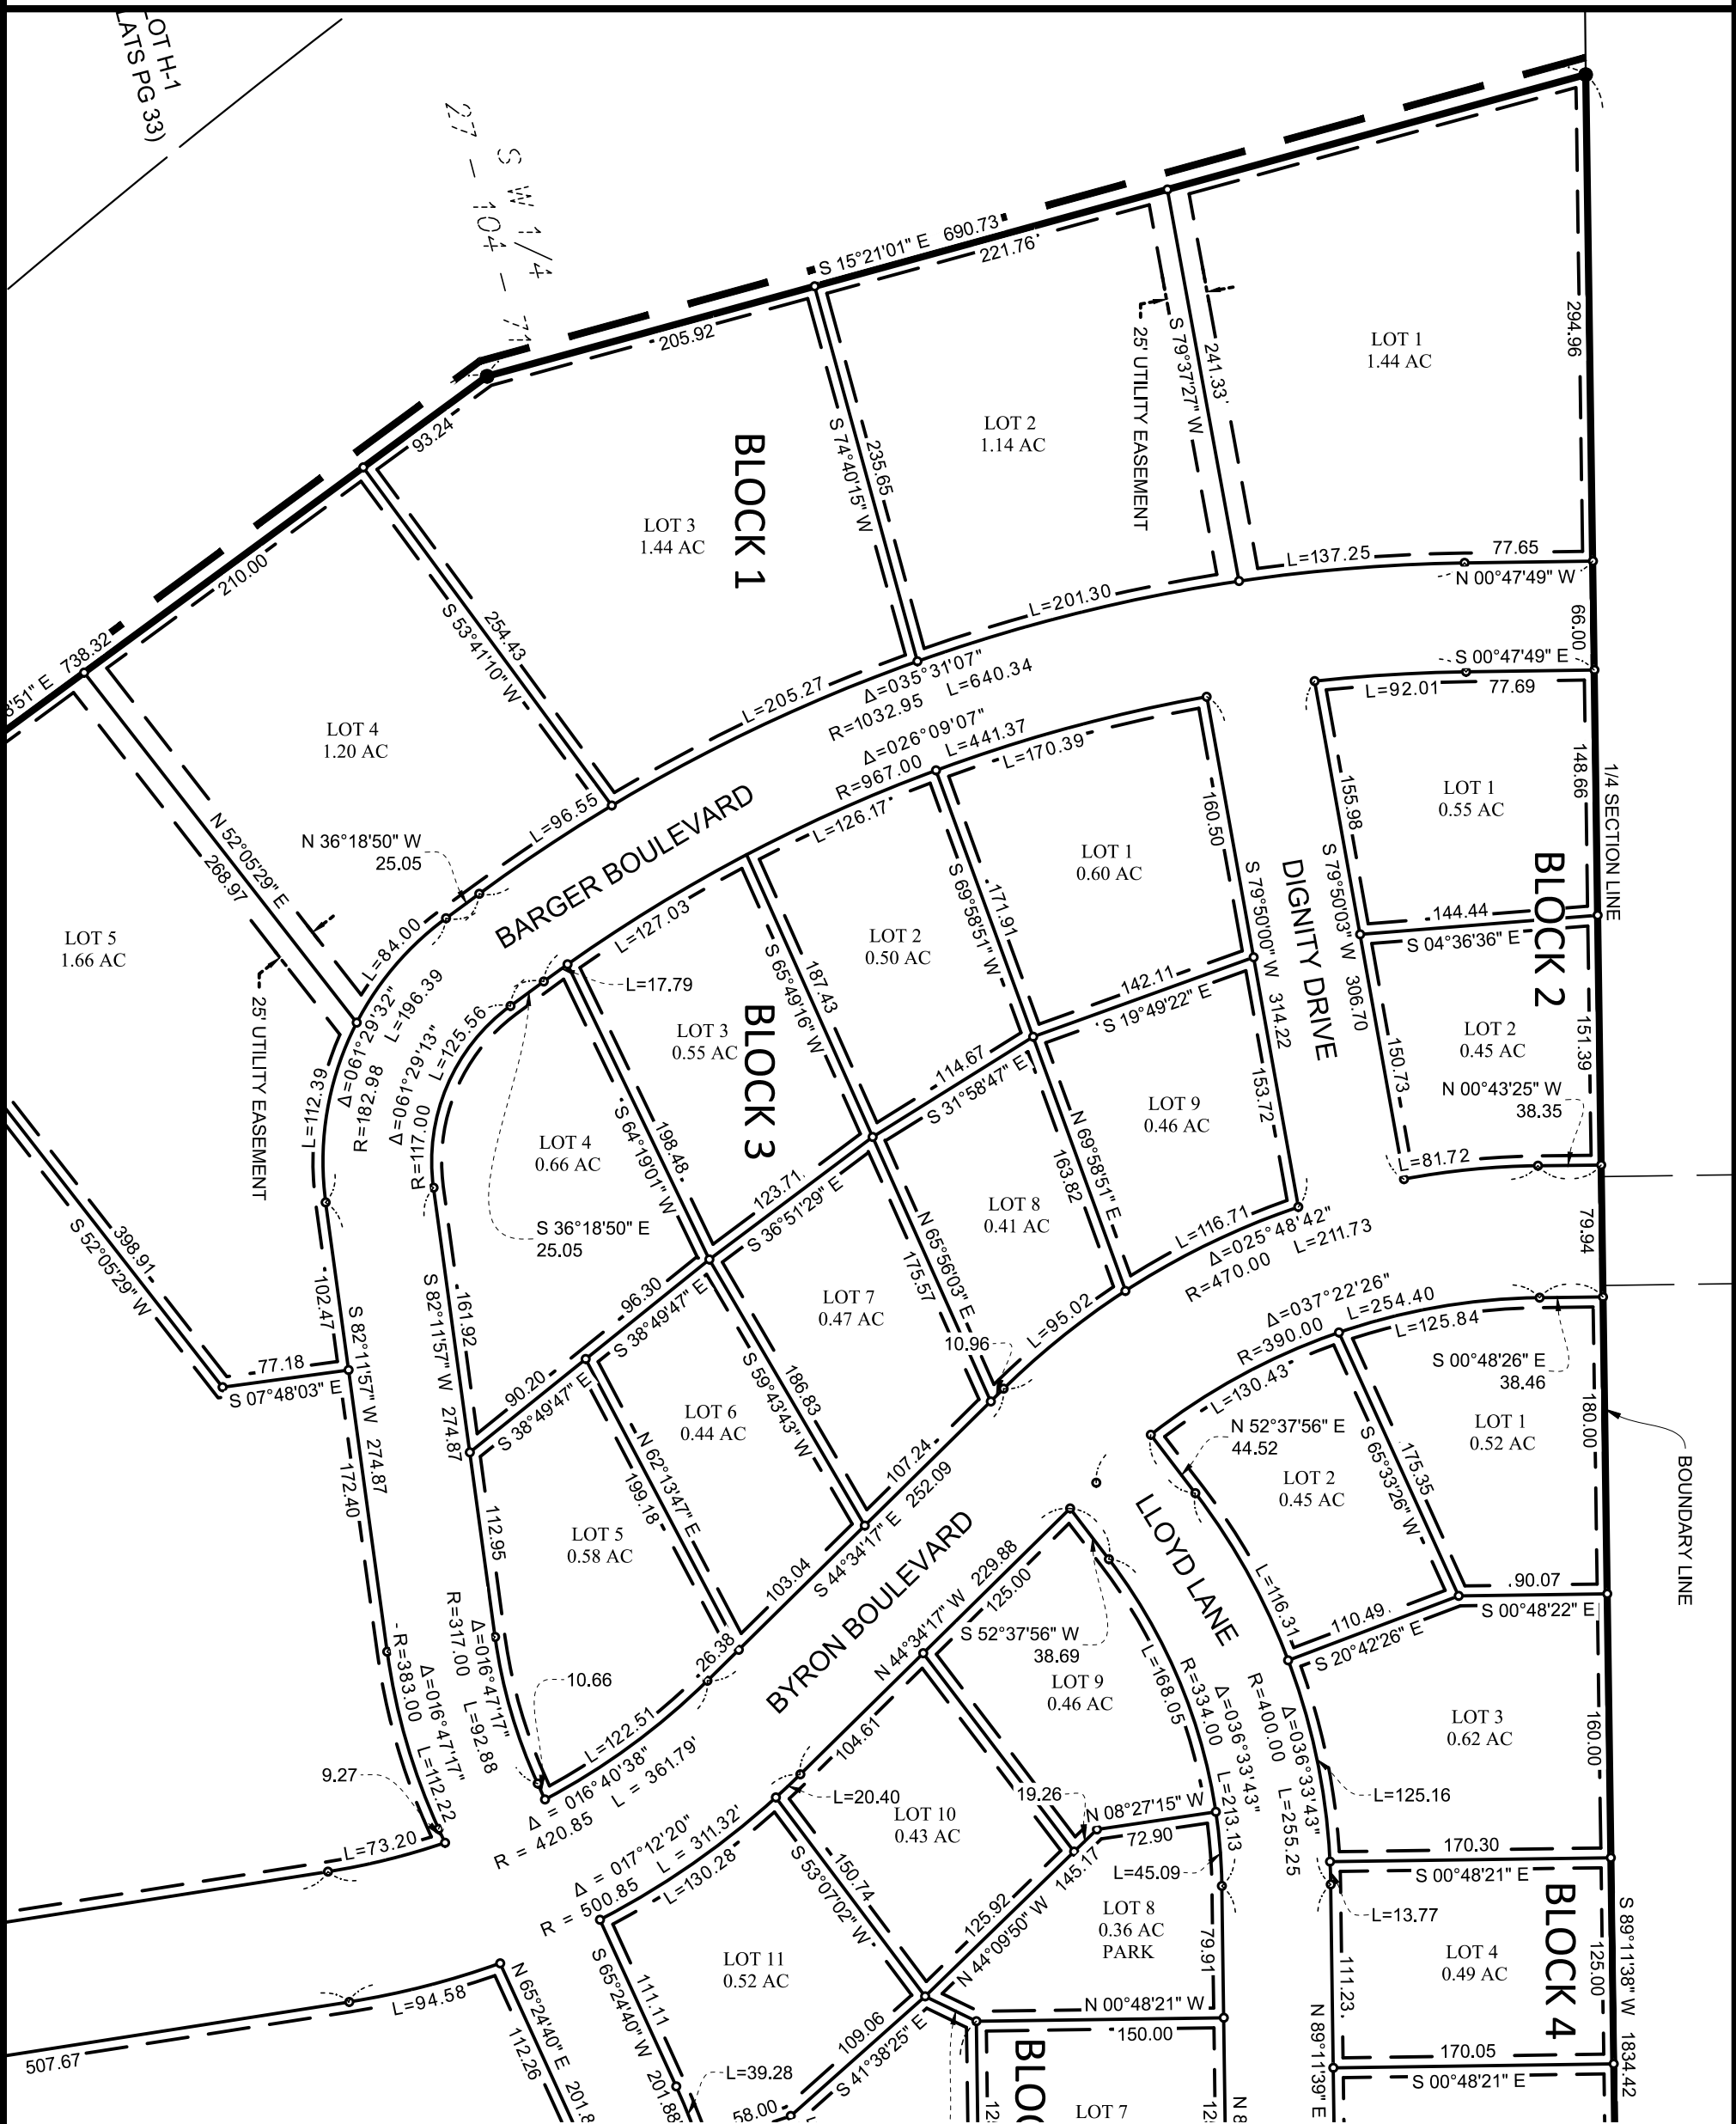 OT H-1
ATS PG 33)
S W 1/4
27 - 104 - 71
S 15°21'01" E 690.73'
221.76'
205.92
93.24
210.00
738.32
8'51" E
LOT 1
1.44 AC
294.96
S 79°37'27" W
241.33'
25' UTILITY EASEMENT
LOT 2
1.14 AC
235.65
S 74°40'15" W
BLOCK 1
LOT 3
1.44 AC
254.43
S 53°41'10" W
LOT 4
1.20 AC
N 52°05'29" E
268.97
LOT 5
1.66 AC
25' UTILITY EASEMENT
L=137.25
77.65
N 00°47'49" W
66.00
L=201.30
L=205.27
Δ=035°31'07"
R=1032.95 L=640.34
L=96.55
N 36°18'50" W
25.05
L=84.00
Δ=061°29'32"
R=182.98 L=196.39
L=112.39
BARGER BOULEVARD
Δ=026°09'07"
R=967.00 L=441.37
L=170.39
L=126.17
L=127.03
L=17.79
Δ=061°29'13"
R=117.00 L=125.56
S 36°18'50" E
25.05
S 00°47'49" E
L=92.01
77.69
1/4 SECTION LINE
BLOCK 2
LOT 1
0.55 AC
148.66
155.98
S 79°50'03" W 306.70
144.44
S 04°36'36" E
LOT 2
0.45 AC
151.39
150.73
N 00°43'25" W
38.35
L=81.72
79.94
DIGNITY DRIVE
160.50
S 79°50'00" W 314.22
153.72
BLOCK 3
LOT 1
0.60 AC
171.91
S 69°58'51" W
142.11
S 19°49'22" E
LOT 2
0.50 AC
187.43
S 65°49'16" W
114.67
S 31°58'47" E
LOT 3
0.55 AC
198.48
S 64°19'01" W
123.71
S 36°51'29" E
LOT 4
0.66 AC
161.92
S 82°11'57" W 274.87
96.30
S 38°49'47" E
90.20
S 38°49'47" E
LOT 9
0.46 AC
N 69°58'51" E
163.82
LOT 8
0.41 AC
N 65°56'03" E
175.57
LOT 7
0.47 AC
186.83
S 59°43'43" W
LOT 6
0.44 AC
N 62°13'47" E
199.18
LOT 5
0.58 AC
112.95
L=116.71
Δ=025°48'42"
R=470.00 L=211.73
L=95.02
10.96
107.24
S 44°34'17" E 252.09
103.04
26.38
L=122.51
Δ = 016°40'38"
R = 420.85 L = 361.79'
10.66
Δ=016°47'17"
R=317.00 L=92.88
398.91
S 52°05'29" W
77.18
S 07°48'03" E
102.47
S 82°11'57" W 274.87
172.40
Δ=016°47'17"
R=383.00 L=112.22
9.27
L=73.20
BYRON BOULEVARD
Δ=037°22'26"
R=390.00 L=254.40
L=125.84
L=130.43
S 00°48'26" E
38.46
BOUNDARY LINE
180.00
LOT 1
0.52 AC
175.35
S 65°33'26" W
90.07
S 00°48'22" E
LOT 2
0.45 AC
N 52°37'56" E
44.52
L=116.31
110.49
S 20°42'26" E
LLOYD LANE
LOT 3
0.62 AC
160.00
L=125.16
Δ=036°33'43"
R=400.00 L=255.25
170.30
S 00°48'21" E
L=13.77
BLOCK 4
LOT 4
0.49 AC
125.00
S 89°11'38" W 1834.42
111.23
N 89°11'39" E
170.05
S 00°48'21" E
N 44°34'17" W 229.88
125.00
S 52°37'56" W
38.69
LOT 9
0.46 AC
L=168.05
Δ=036°33'43"
R=334.00 L=213.13
104.61
L=20.40
LOT 10
0.43 AC
19.26
N 08°27'15" W
72.90
L=45.09
125.92
N 44°09'50" W 145.17
150.74
S 53°07'02" W
LOT 8
0.36 AC
PARK
79.91
N 00°48'21" W
150.00
Δ = 017°12'20"
R = 500.85 L = 311.32'
L=130.28
LOT 11
0.52 AC
111.11
S 65°24'40" W 201.88'
L=39.28
109.06
S 41°38'25" E
58.00
L=94.58
N 65°24'40" E 201.8
112.26
507.67
BLOC
LOT 7
12
12
N 8